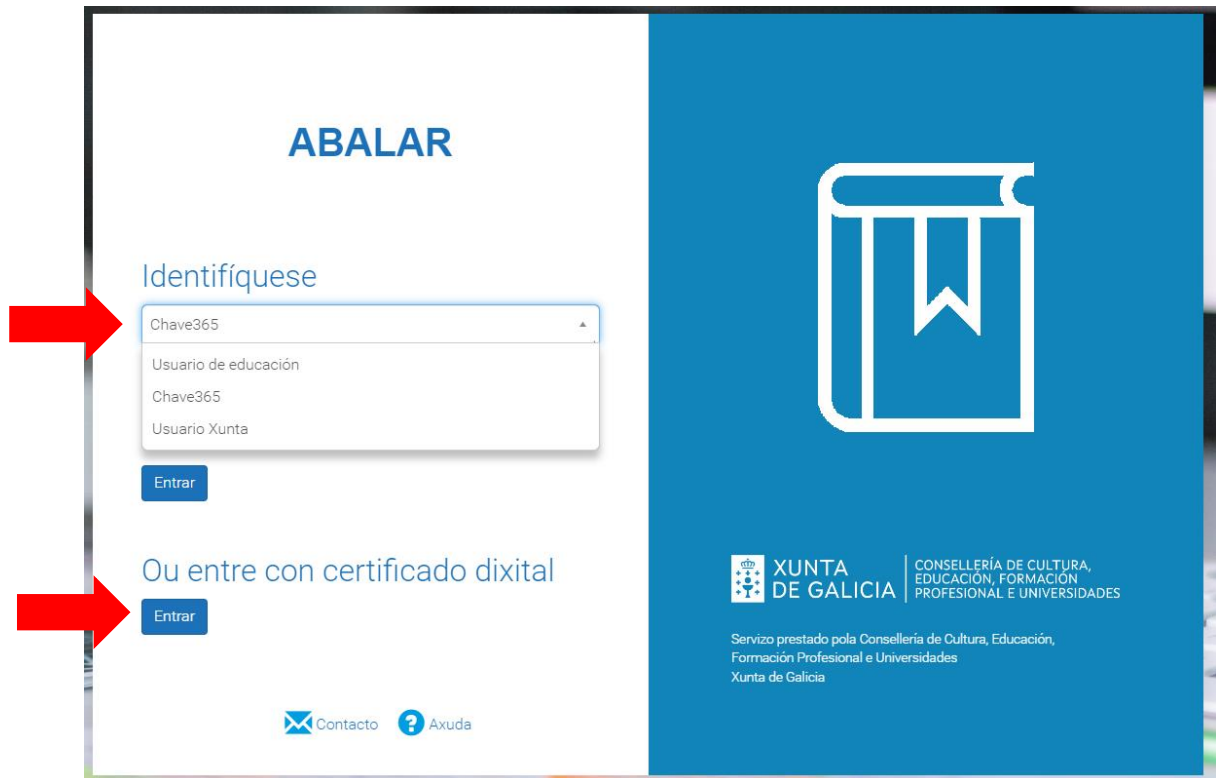 ABALAR
Identifíquese
Chave365
Usuario de educación
Chave365
Usuario Xunta
Entrar
Ou entre con certificado dixital
Entrar
Contacto
Axuda
XUNTA
DE GALICIA
CONSELLERÍA DE CULTURA,
EDUCACIÓN, FORMACIÓN
PROFESIONAL E UNIVERSIDADES
Servizo prestado pola Consellería de Cultura, Educación,
Formación Profesional e Universidades
Xunta de Galicia